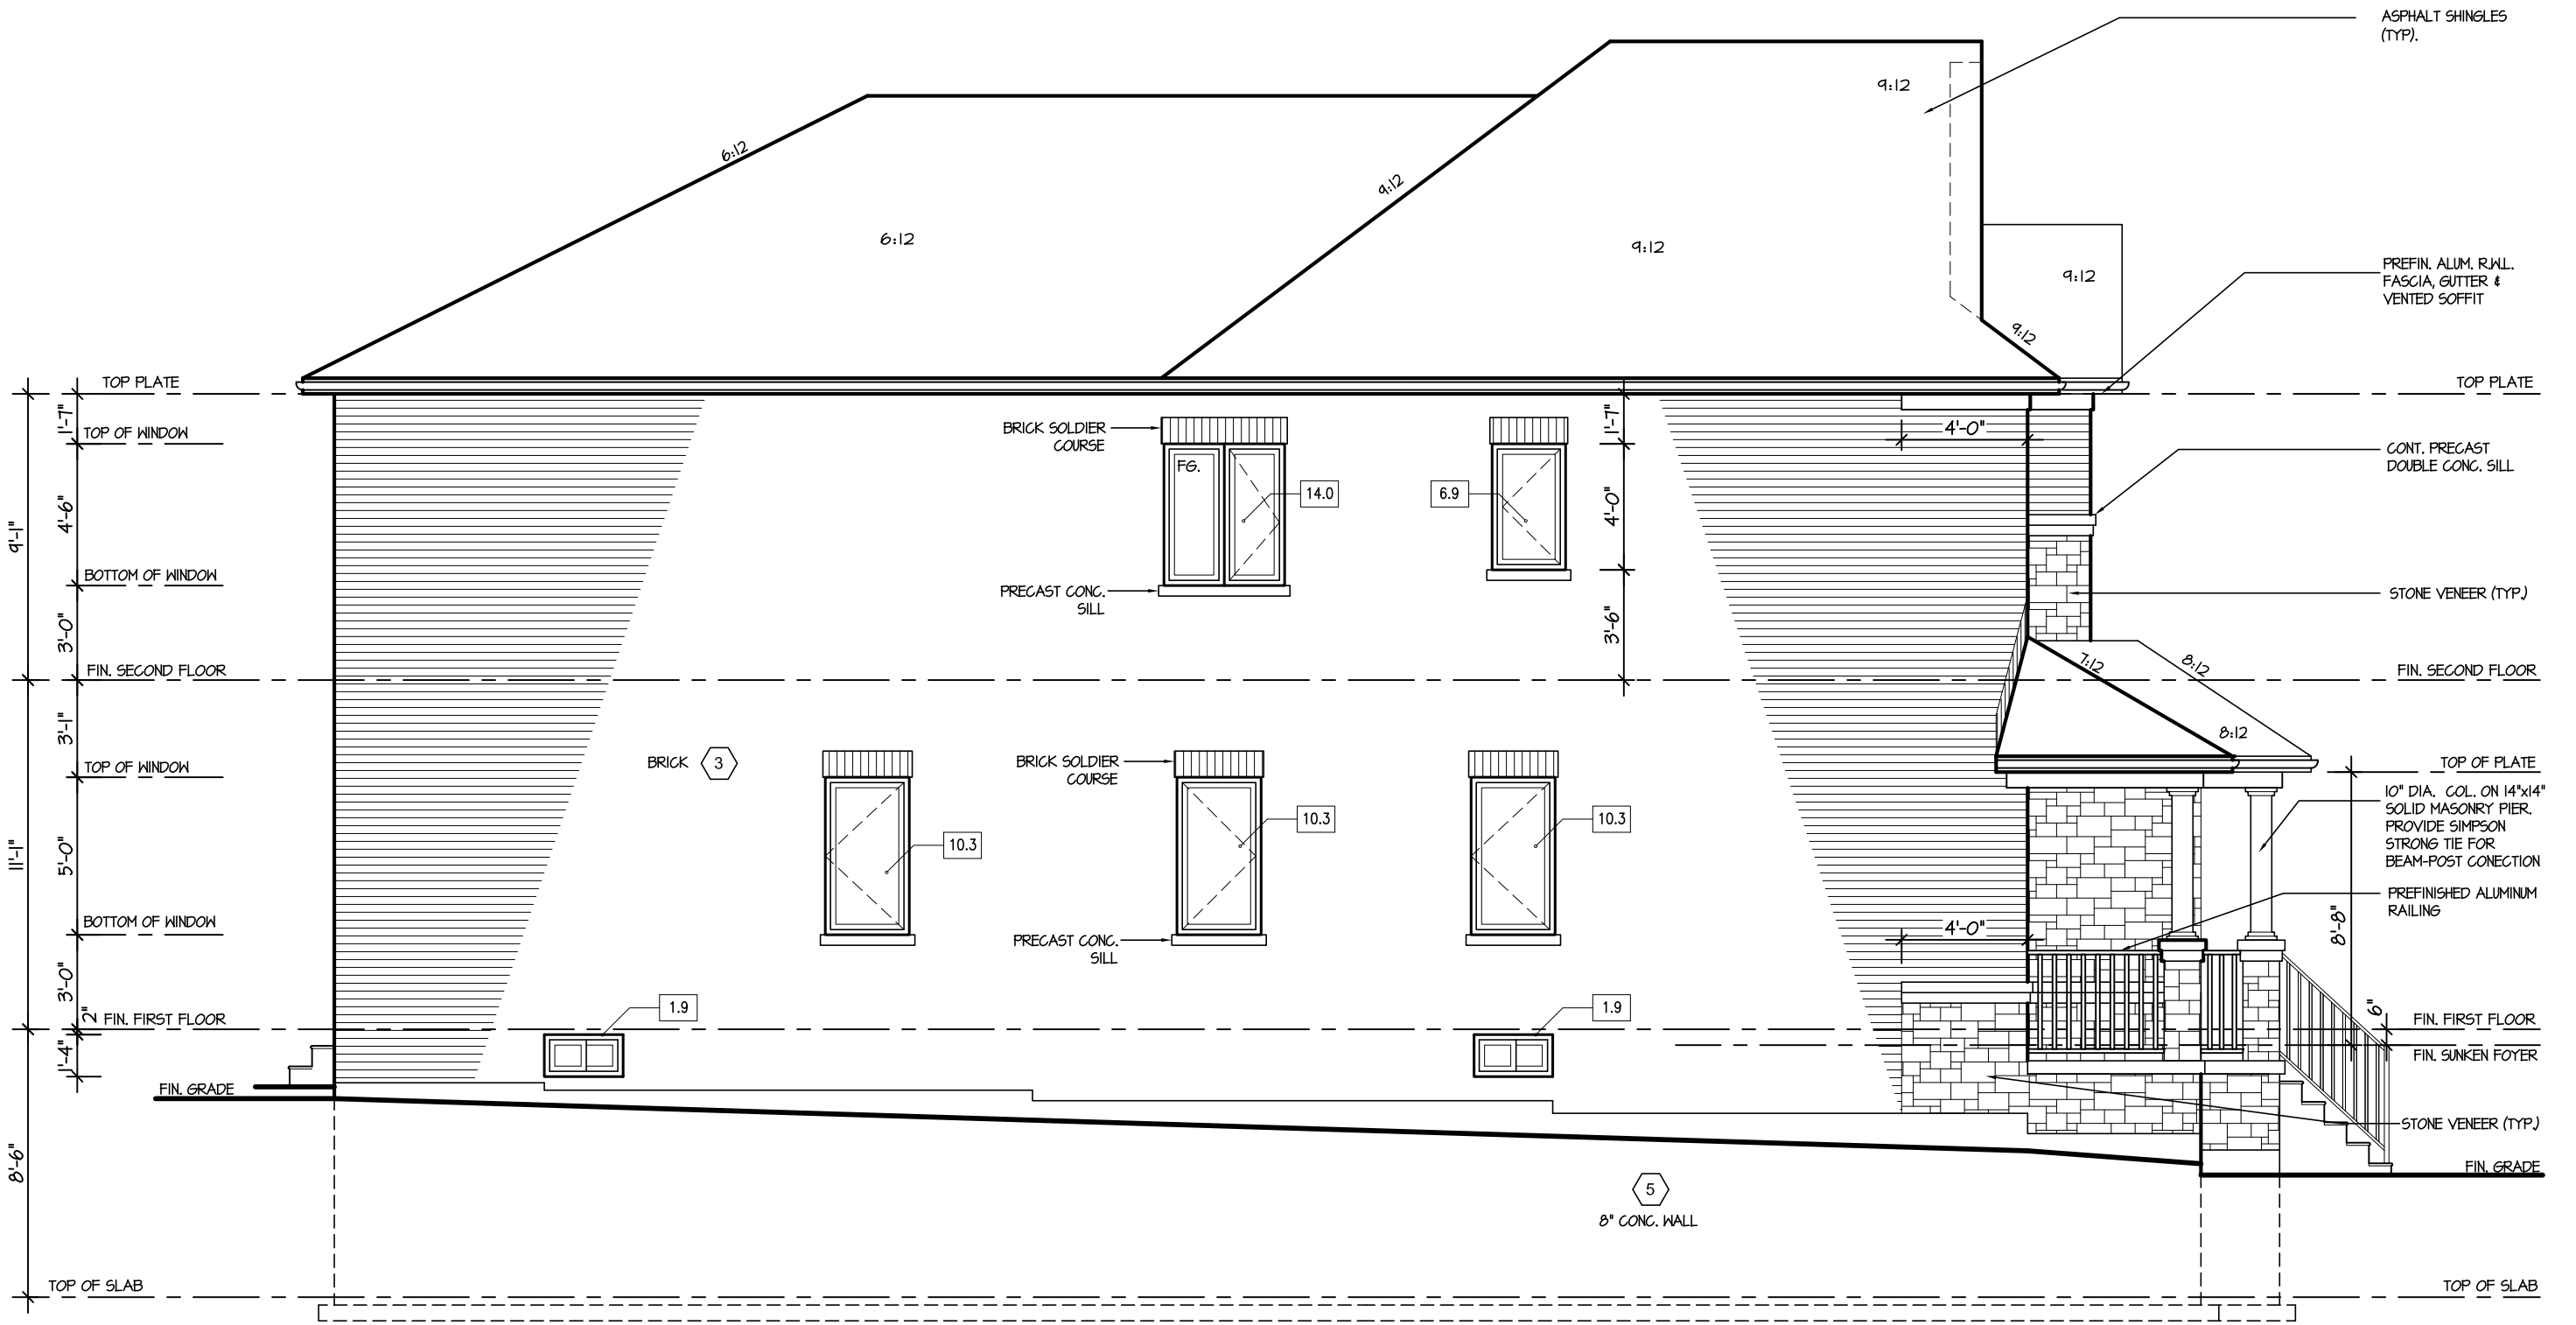 ASPHALT SHINGLES
(TYP).
9:12
6:12
9:12
6:12
9:12
9:12
9:12
PREFIN. ALUM. R.W.L.
FASCIA, GUTTER &
VENTED SOFFIT
TOP PLATE
TOP PLATE
1'-7"
TOP OF WINDOW
BRICK SOLDIER
COURSE
1'-7"
4'-0"
CONT. PRECAST
DOUBLE CONC. SILL
FG.
14.0
6.9
4'-6"
4'-0"
9'-1"
BOTTOM OF WINDOW
PRECAST CONC.
SILL
STONE VENEER (TYP.)
3'-0"
3'-6"
FIN. SECOND FLOOR
7:12
8:12
FIN. SECOND FLOOR
3'-1"
8:12
TOP OF WINDOW
BRICK
3
BRICK SOLDIER
COURSE
TOP OF PLATE
10" DIA. COL. ON 14"x14"
SOLID MASONRY PIER.
PROVIDE SIMPSON
STRONG TIE FOR
BEAM-POST CONECTION
10.3
10.3
10.3
11'-1"
5'-0"
PREFINISHED ALUMINUM
RAILING
BOTTOM OF WINDOW
PRECAST CONC.
SILL
4'-0"
8'-8"
3'-0"
1.9
1.9
6"
2"
FIN. FIRST FLOOR
FIN. FIRST FLOOR
1'-4"
FIN. SUNKEN FOYER
FIN. GRADE
STONE VENEER (TYP.)
8'-6"
FIN. GRADE
5
8" CONC. WALL
TOP OF SLAB
TOP OF SLAB